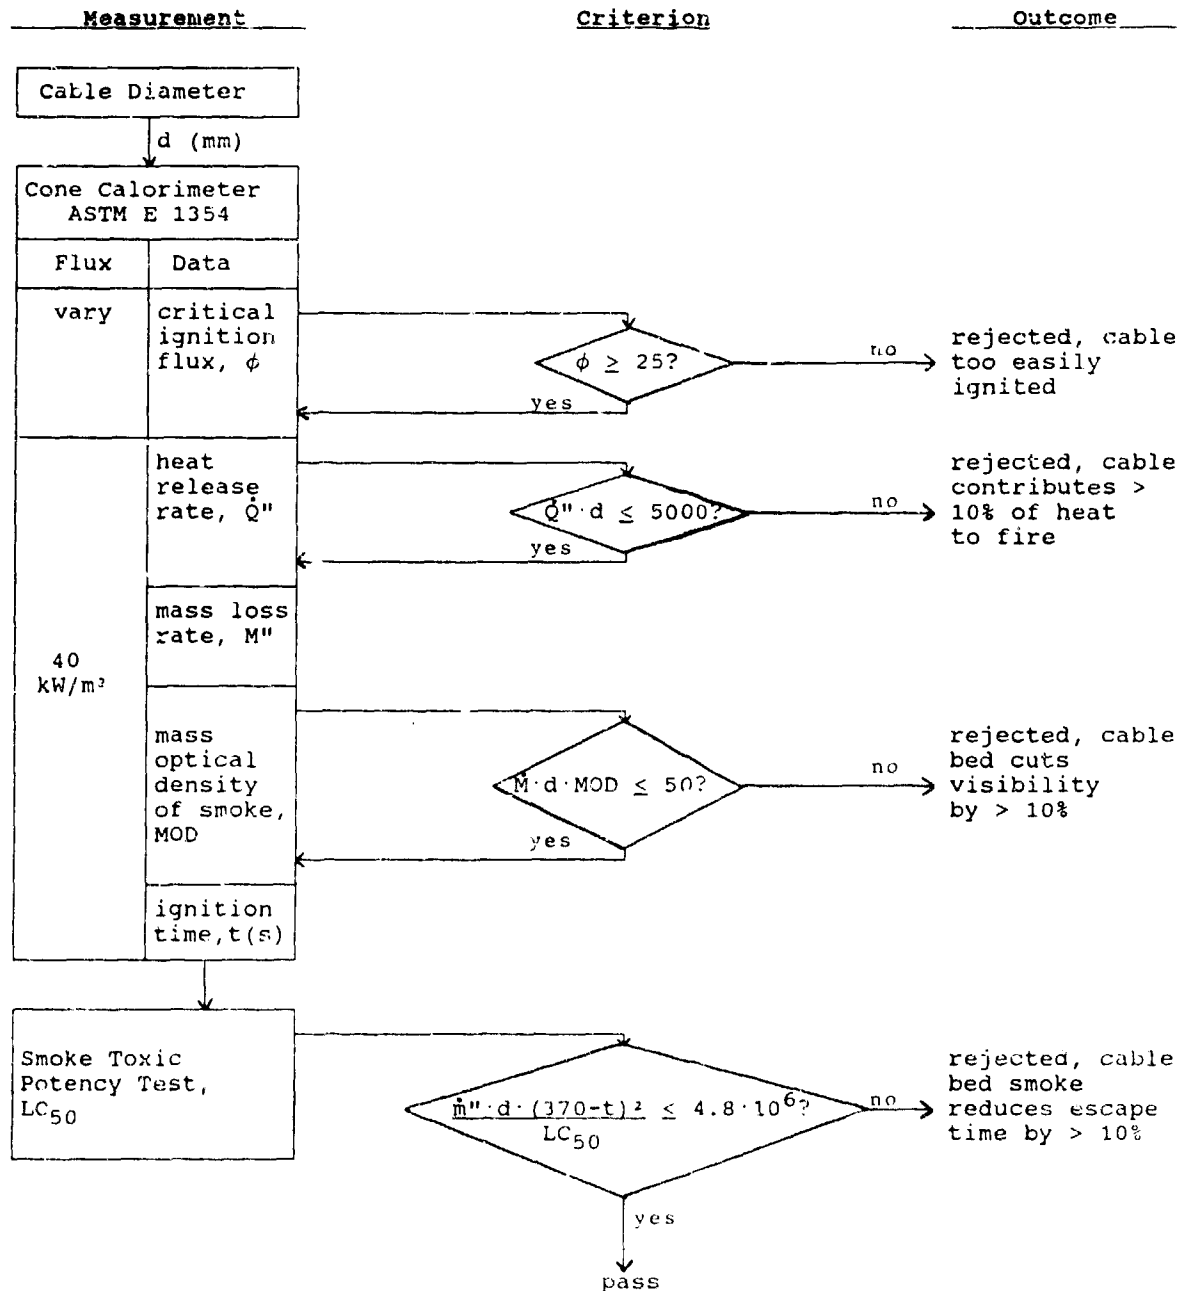 Measurement
Criterion
Outcome
Cable Diameter
d (mm)
Cone Calorimeter
ASTM E 1354
Flux
Data
vary
critical
ignition
flux, ϕ
ϕ ≥ 25?
no
yes
rejected, cable
too easily
ignited
40
kW/m²
heat
release
rate, Q̇"
Q̇"·d ≤ 5000?
no
yes
rejected, cable
contributes >
10% of heat
to fire
mass loss
rate, M"
mass
optical
density
of smoke,
MOD
Ṁ·d·MOD ≤ 50?
no
yes
rejected, cable
bed cuts
visibility
by > 10%
ignition
time,t(s)
Smoke Toxic
Potency Test,
LC50
ṁ"·d·(370-t)² ≤ 4.8·10⁶?
LC50
no
yes
rejected, cable
bed smoke
reduces escape
time by > 10%
pass